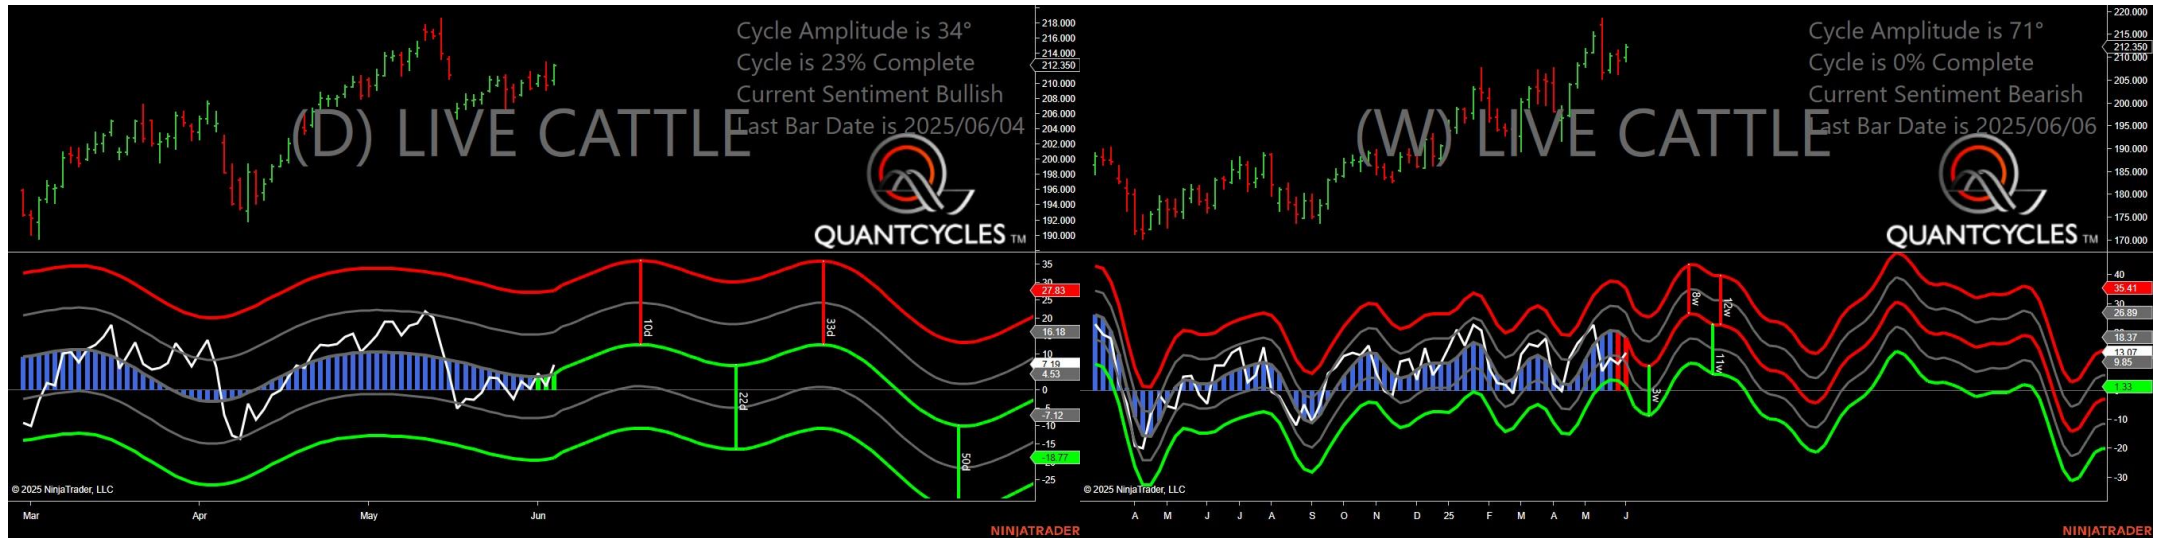 Cycle Amplitude is 34°
Cycle is 23% Complete
Current Sentiment Bullish
Last Bar Date is 2025/06/04
(D) LIVE CATTLE
QUANTCYCLES TM
218.000
216.000
214.000
212.350
210.000
208.000
206.000
204.000
202.000
200.000
198.000
196.000
194.000
192.000
190.000
35
27.83
25
20
16.18
10
7.19
4.53
0
-7.12
-10
-15
-18.77
-25
10d
22d
33d
50d
© 2025 NinjaTrader, LLC
Mar Apr May Jun
NINJATRADER
Cycle Amplitude is 71°
Cycle is 0% Complete
Current Sentiment Bearish
Last Bar Date is 2025/06/06
(W) LIVE CATTLE
QUANTCYCLES TM
220.000
215.000
212.350
210.000
205.000
200.000
195.000
190.000
185.000
180.000
175.000
170.000
40
35.41
30
26.89
18.37
13.07
9.85
1.33
-10
-20
-30
3w
8w
11w
12w
© 2025 NinjaTrader, LLC
A M J J A S O N D 25 F M A M J
NINJATRADER